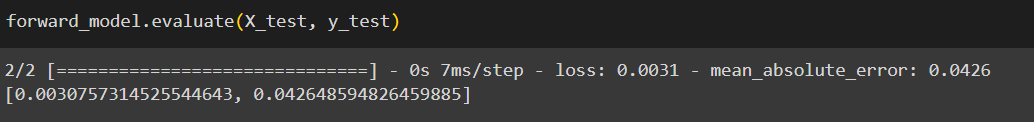 forward_model.evaluate(X_test, y_test)
2/2 [==============================] - 0s 7ms/step - loss: 0.0031 - mean_absolute_error: 0.0426
[0.0030757314525544643, 0.042648594826459885]